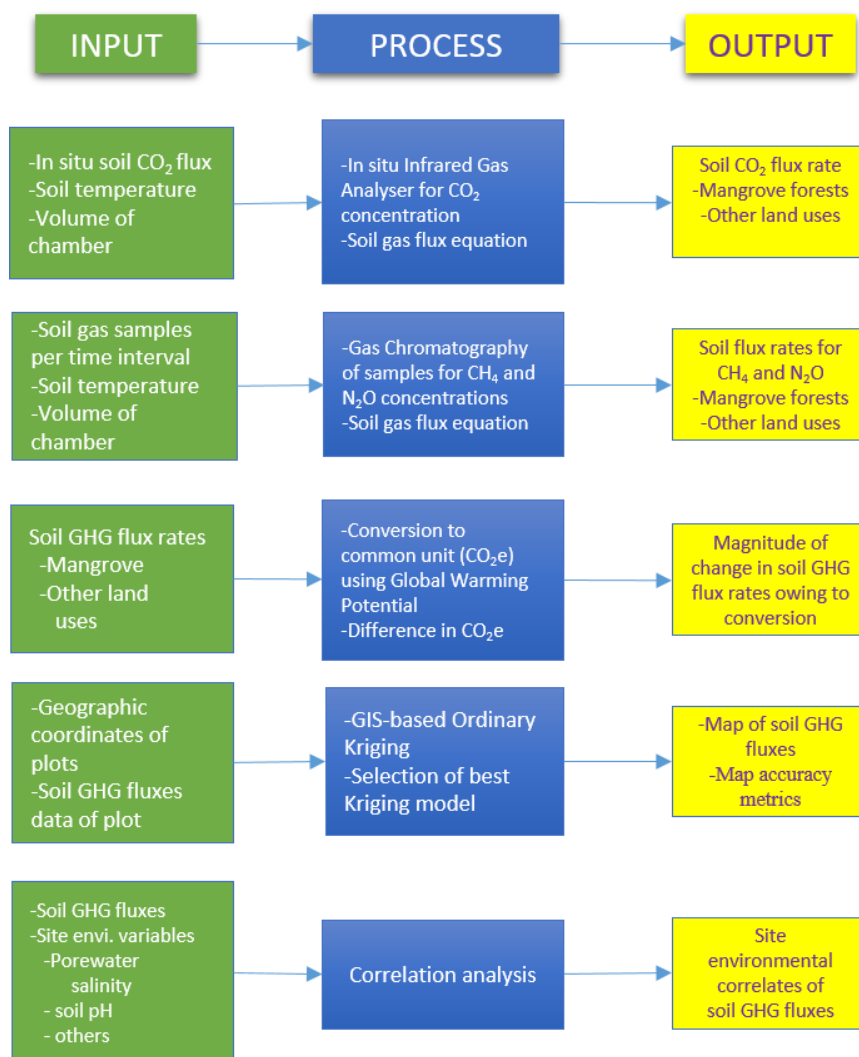 INPUT
PROCESS
OUTPUT
-In situ soil CO₂ flux
-Soil temperature
-Volume of
chamber
-In situ Infrared Gas
Analyser for CO₂
concentration
-Soil gas flux equation
Soil CO₂ flux rate
-Mangrove forests
-Other land uses
-Soil gas samples
per time interval
-Soil temperature
-Volume of
chamber
-Gas Chromatography
of samples for CH₄ and
N₂O concentrations
-Soil gas flux equation
Soil flux rates for
CH₄ and N₂O
-Mangrove forests
-Other land uses
Soil GHG flux rates
-Mangrove
-Other land
uses
-Conversion to
common unit (CO₂e)
using Global Warming
Potential
-Difference in CO₂e
Magnitude of
change in soil GHG
flux rates owing to
conversion
-Geographic
coordinates of
plots
-Soil GHG fluxes
data of plot
-GIS-based Ordinary
Kriging
-Selection of best
Kriging model
-Map of soil GHG
fluxes
-Map accuracy
metrics
-Soil GHG fluxes
-Site envi. variables
-Porewater
salinity
- soil pH
- others
Correlation analysis
Site
environmental
correlates of
soil GHG fluxes